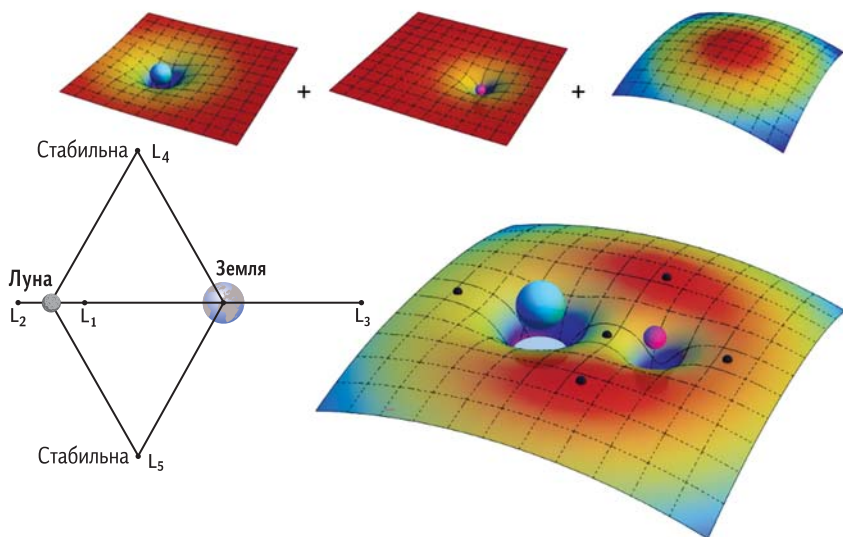 + +
Стабильна L4
Луна
Земля
L2 L1 L3
Стабильна L5